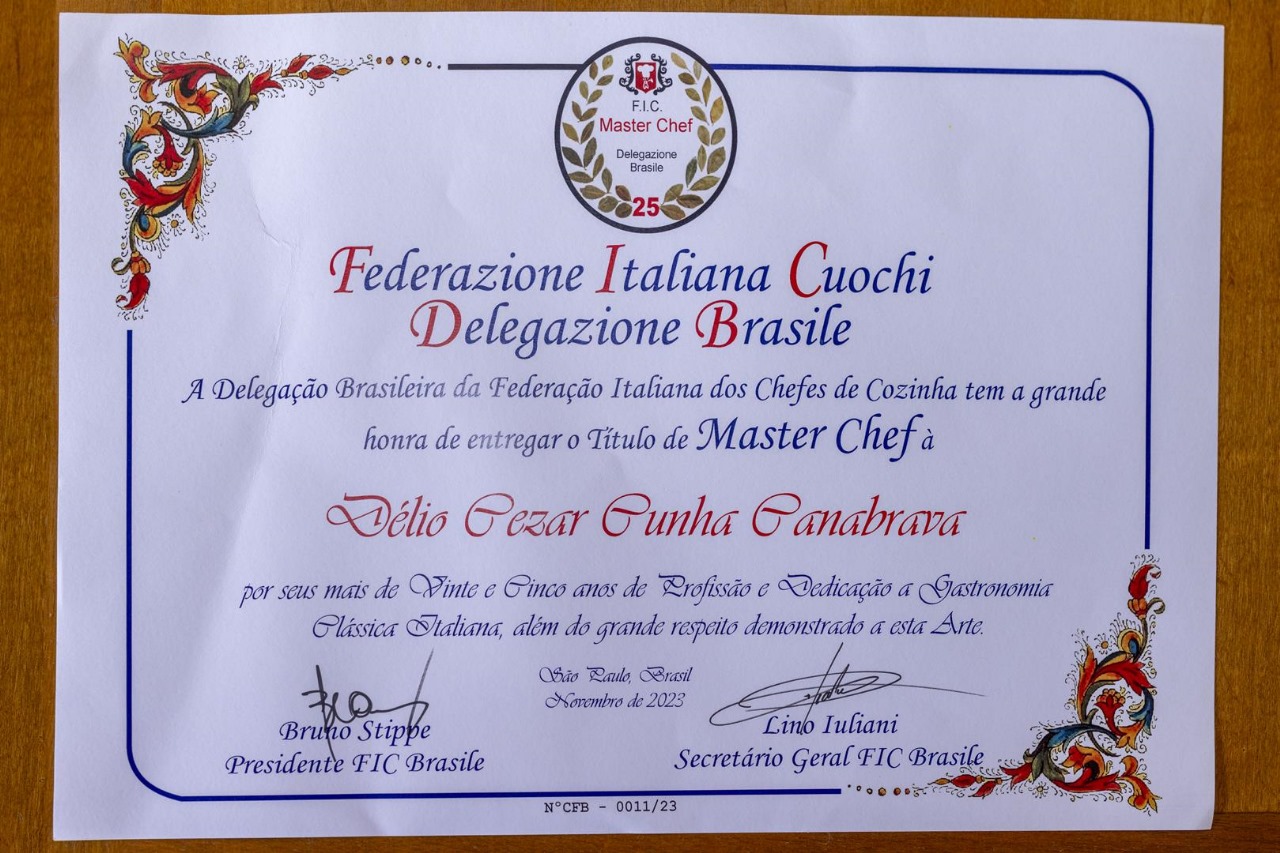 F.I.C.
Master Chef
Delegazione
Brasile
25
Federazione Italiana Cuochi
Delegazione Brasile
A Delegação Brasileira da Federação Italiana dos Chefes de Cozinha tem a grande
honra de entregar o Título de Master Chef à
Délio Cezar Cunha Canabrava
por seus mais de Vinte e Cinco anos de Profissão e Dedicação a Gastronomia
Clássica Italiana, além do grande respeito demonstrado a esta Arte.
São Paulo, Brasil
Novembro de 2023
Bruno Stippe
Presidente FIC Brasile
Lino Iuliani
Secretário Geral FIC Brasile
N°CFB - 0011/23